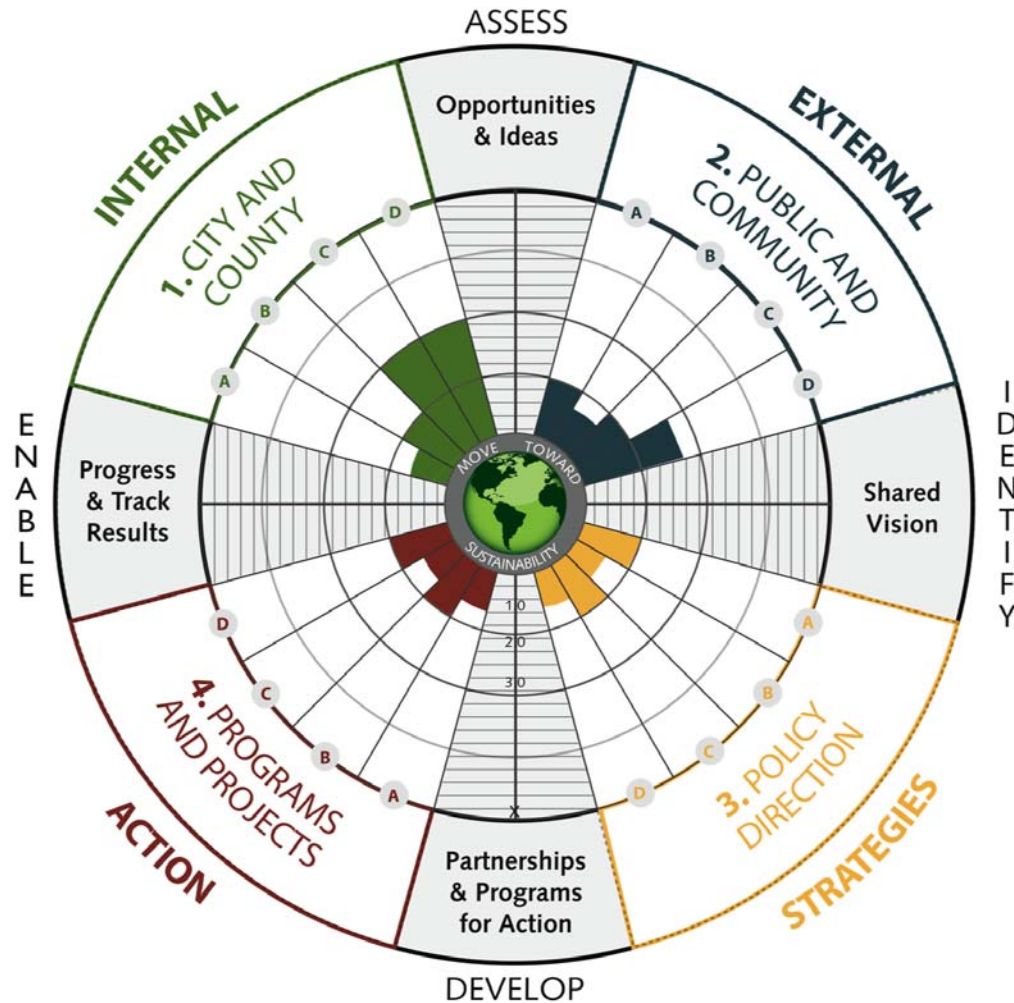 ASSESS
Opportunities
& Ideas
INTERNAL
1. CITY AND
COUNTY
A
B
C
D
EXTERNAL
2. PUBLIC AND
COMMUNITY
A
B
C
D
ENABLE
Progress
& Track
Results
MOVE TOWARD
SUSTAINABILITY
Shared
Vision
IDENTIFY
1.0
2.0
3.0
X
D
C
B
A
4. PROGRAMS
AND PROJECTS
ACTION
A
B
C
D
3. POLICY
DIRECTION
STRATEGIES
Partnerships
& Programs
for Action
DEVELOP